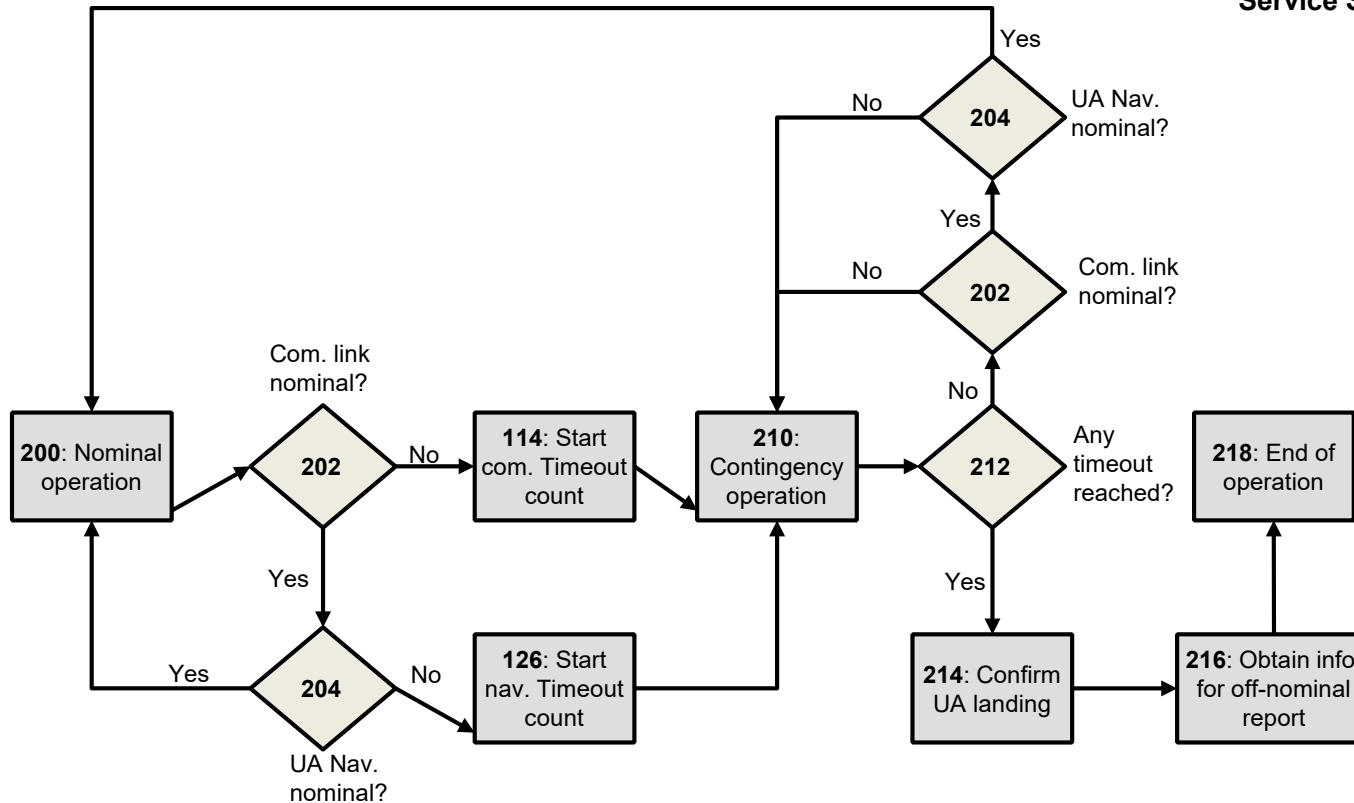 Service S
Yes
No
204
UA Nav.
nominal?
Yes
No
202
Com. link
nominal?
Com. link
nominal?
No
200: Nominal
operation
202
No
114: Start
com. Timeout
count
210:
Contingency
operation
212
Any
timeout
reached?
218: End of
operation
Yes
Yes
Yes
204
No
126: Start
nav. Timeout
count
214: Confirm
UA landing
216: Obtain info
for off-nominal
report
UA Nav.
nominal?